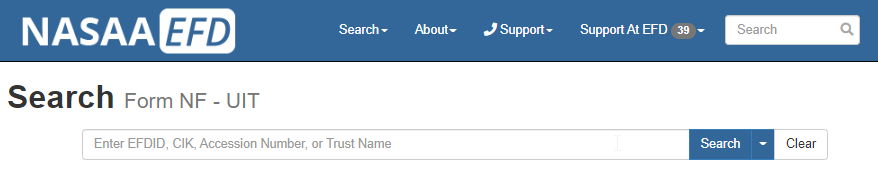 NASAA EFD
Search About Support Support At EFD 39 Search
Search Form NF - UIT
Enter EFDID, CIK, Accession Number, or Trust Name Search Clear